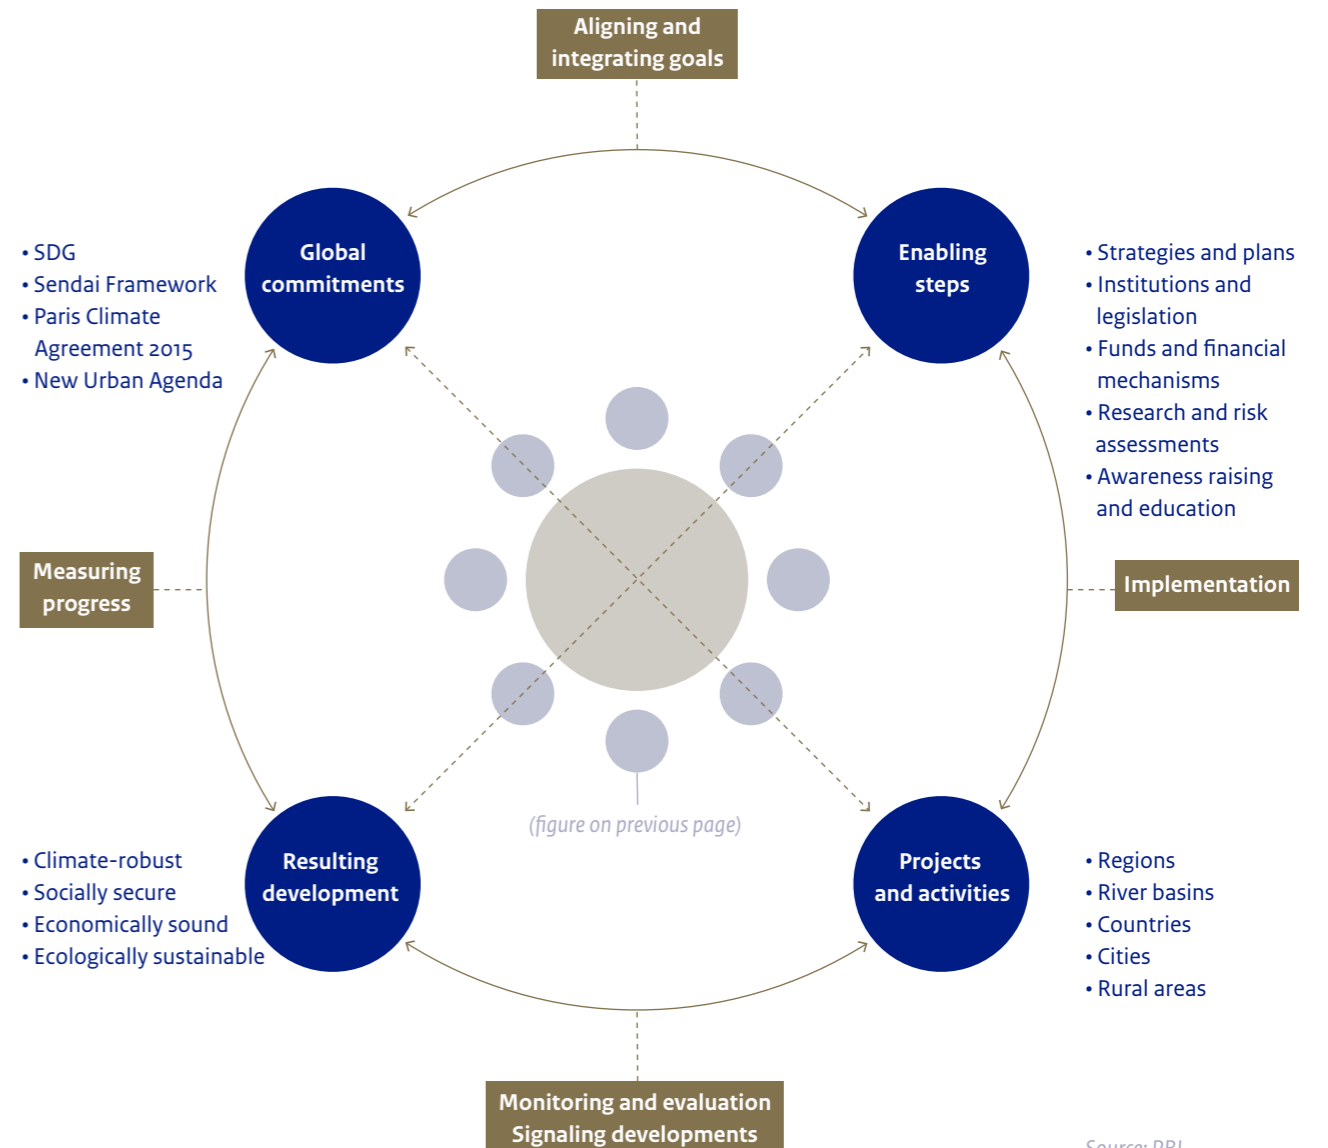 Aligning and
integrating goals
Global
commitments
• SDG
• Sendai Framework
• Paris Climate
Agreement 2015
• New Urban Agenda
Enabling
steps
• Strategies and plans
• Institutions and
legislation
• Funds and financial
mechanisms
• Research and risk
assessments
• Awareness raising
and education
Measuring
progress
Implementation
(figure on previous page)
Resulting
development
• Climate-robust
• Socially secure
• Economically sound
• Ecologically sustainable
Projects
and activities
• Regions
• River basins
• Countries
• Cities
• Rural areas
Monitoring and evaluation
Signaling developments
Source: